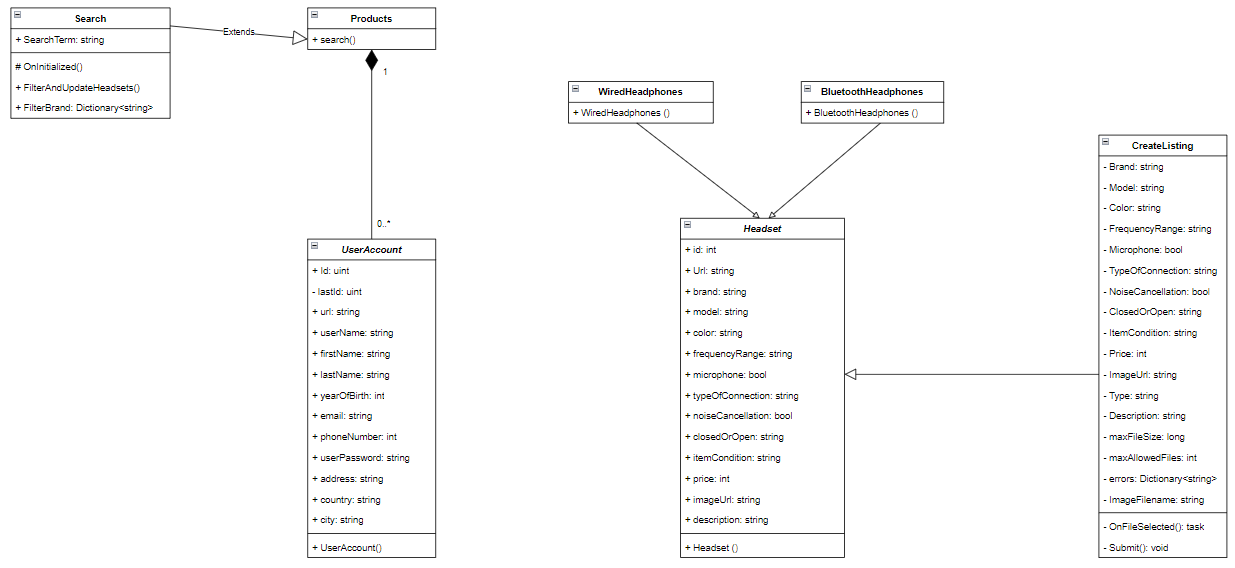 Search
+ SearchTerm: string
# OnInitialized()
+ FilterAndUpdateHeadsets()
+ FilterBrand: Dictionary<string>
Extends
Products
+ search()
1
0..*
UserAccount
+ Id: uint
- lastId: uint
+ url: string
+ userName: string
+ firstName: string
+ lastName: string
+ yearOfBirth: int
+ email: string
+ phoneNumber: int
+ userPassword: string
+ address: string
+ country: string
+ city: string
+ UserAccount()
WiredHeadphones
+ WiredHeadphones ()
BluetoothHeadphones
+ BluetoothHeadphones ()
Headset
+ id: int
+ Url: string
+ brand: string
+ model: string
+ color: string
+ frequencyRange: string
+ microphone: bool
+ typeOfConnection: string
+ noiseCancellation: bool
+ closedOrOpen: string
+ itemCondition: string
+ price: int
+ imageUrl: string
+ description: string
+ Headset ()
CreateListing
- Brand: string
- Model: string
- Color: string
- FrequencyRange: string
- Microphone: bool
- TypeOfConnection: string
- NoiseCancellation: bool
- ClosedOrOpen: string
- ItemCondition: string
- Price: int
- ImageUrl: string
- Type: string
- Description: string
- maxFileSize: long
- maxAllowedFiles: int
- errors: Dictionary<string>
- ImageFilename: string
- OnFileSelected(): task
- Submit(): void